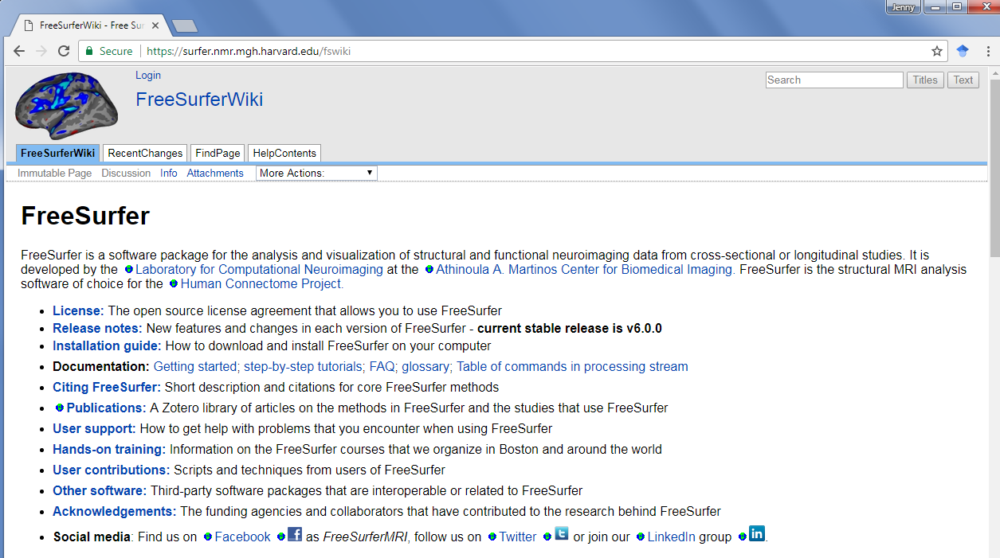 Jenny
FreeSurferWiki - Free Sur
Secure https://surfer.nmr.mgh.harvard.edu/fswiki
Login
Search Titles Text
FreeSurferWiki
FreeSurferWiki RecentChanges FindPage HelpContents
Immutable Page Discussion Info Attachments More Actions:
FreeSurfer
FreeSurfer is a software package for the analysis and visualization of structural and functional neuroimaging data from cross-sectional or longitudinal studies. It is
developed by the Laboratory for Computational Neuroimaging at the Athinoula A. Martinos Center for Biomedical Imaging. FreeSurfer is the structural MRI analysis
software of choice for the Human Connectome Project.
License: The open source license agreement that allows you to use FreeSurfer
Release notes: New features and changes in each version of FreeSurfer - current stable release is v6.0.0
Installation guide: How to download and install FreeSurfer on your computer
Documentation: Getting started; step-by-step tutorials; FAQ; glossary; Table of commands in processing stream
Citing FreeSurfer: Short description and citations for core FreeSurfer methods
Publications: A Zotero library of articles on the methods in FreeSurfer and the studies that use FreeSurfer
User support: How to get help with problems that you encounter when using FreeSurfer
Hands-on training: Information on the FreeSurfer courses that we organize in Boston and around the world
User contributions: Scripts and techniques from users of FreeSurfer
Other software: Third-party software packages that are interoperable or related to FreeSurfer
Acknowledgements: The funding agencies and collaborators that have contributed to the research behind FreeSurfer
Social media: Find us on Facebook f as FreeSurferMRI, follow us on Twitter t or join our LinkedIn group in.